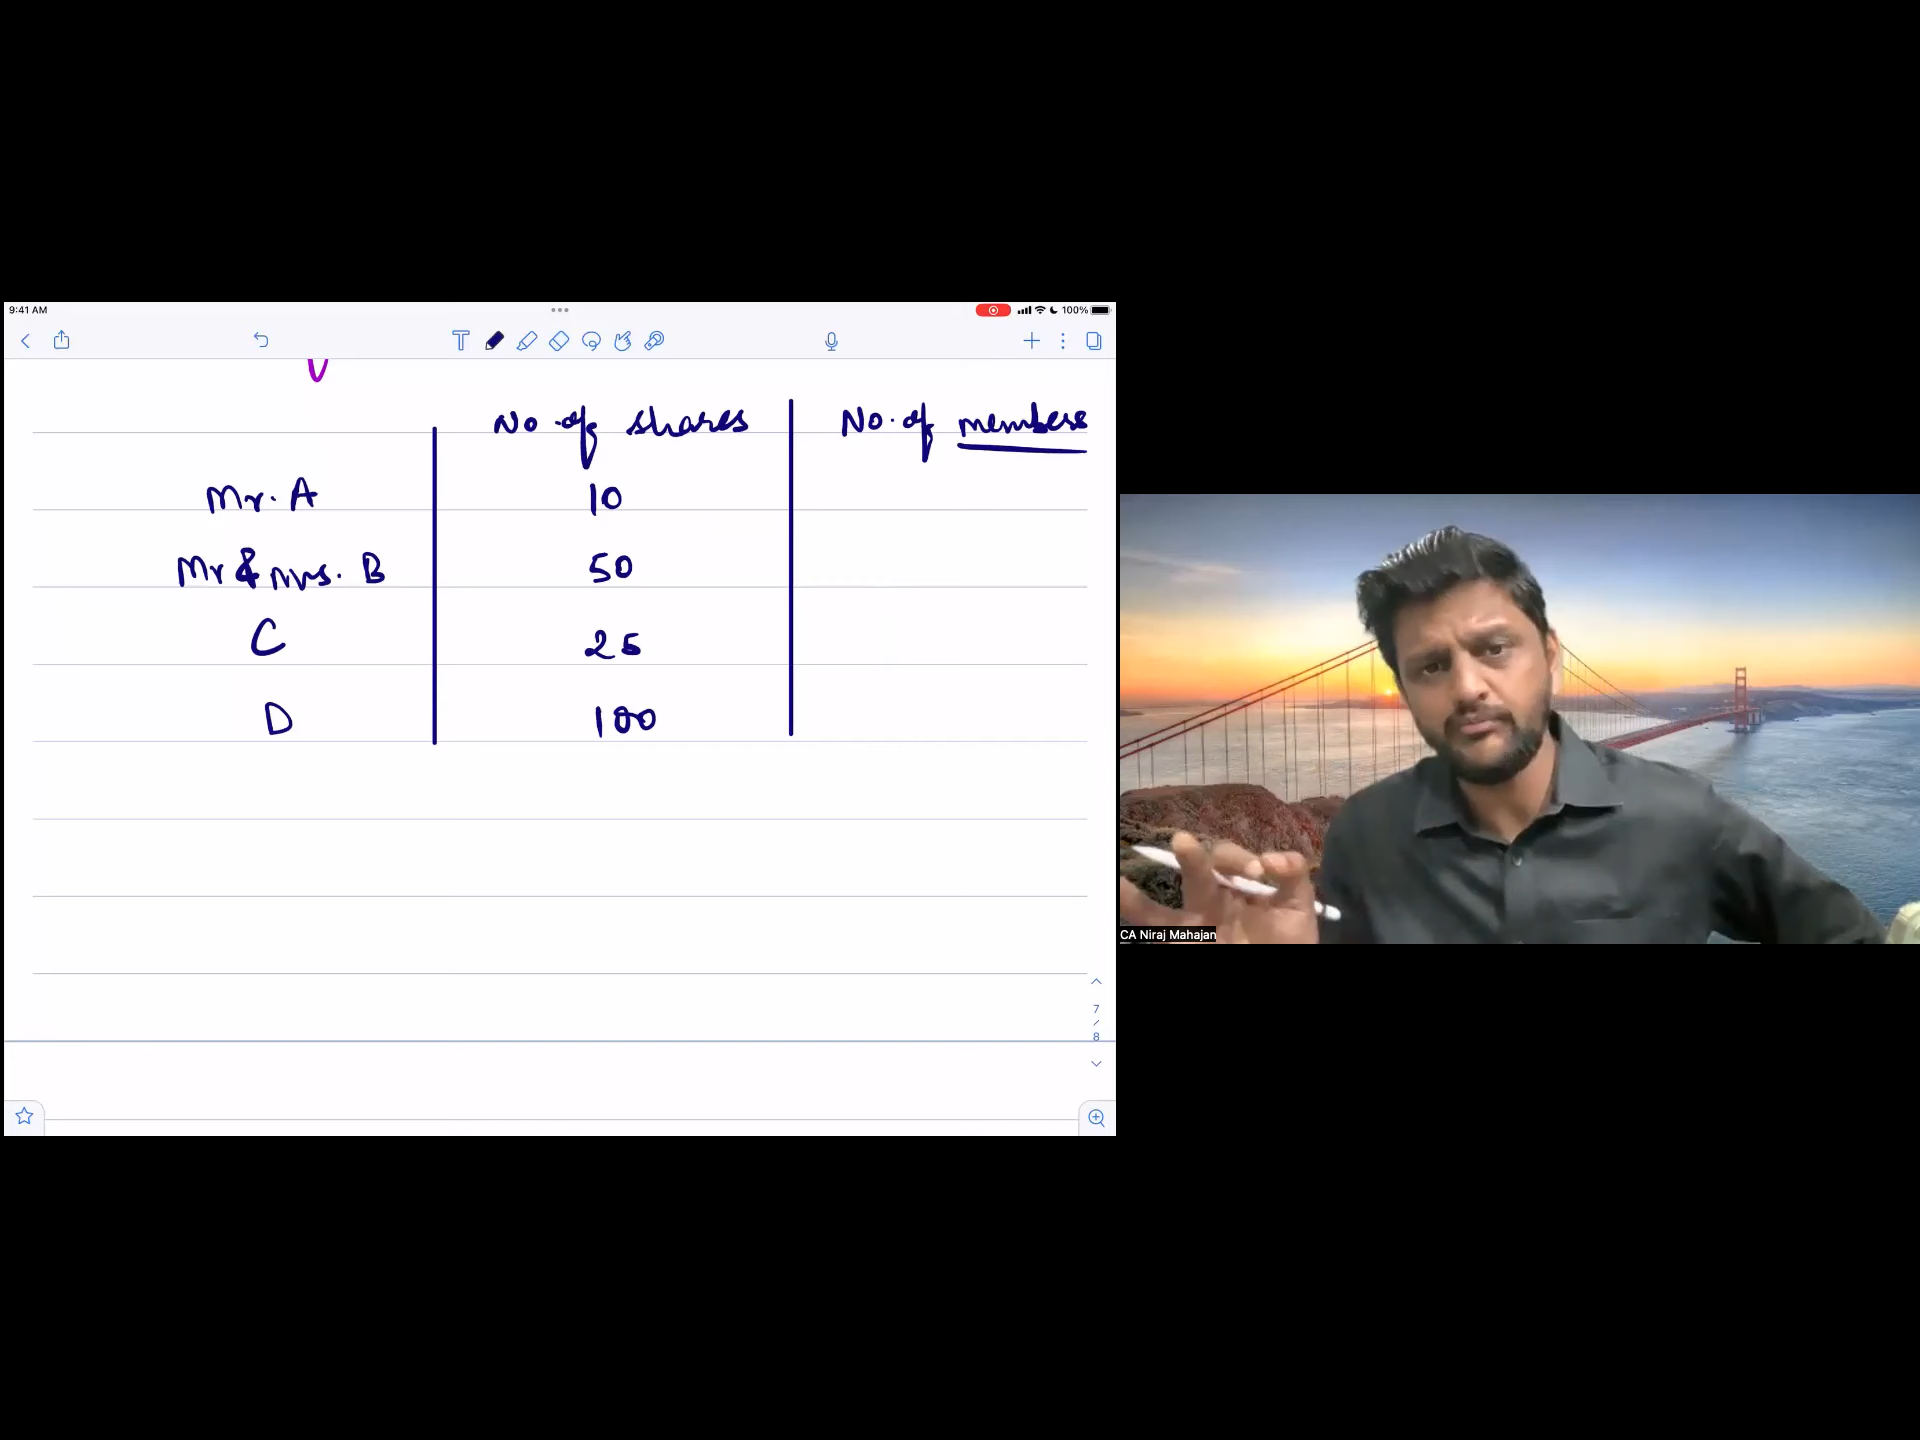 9:41 AM
100%
No. of shares No. of members
Mr. A 10
Mr & Mrs. B 50
C 25
D 100
CA Niraj Mahajan
7
/
8